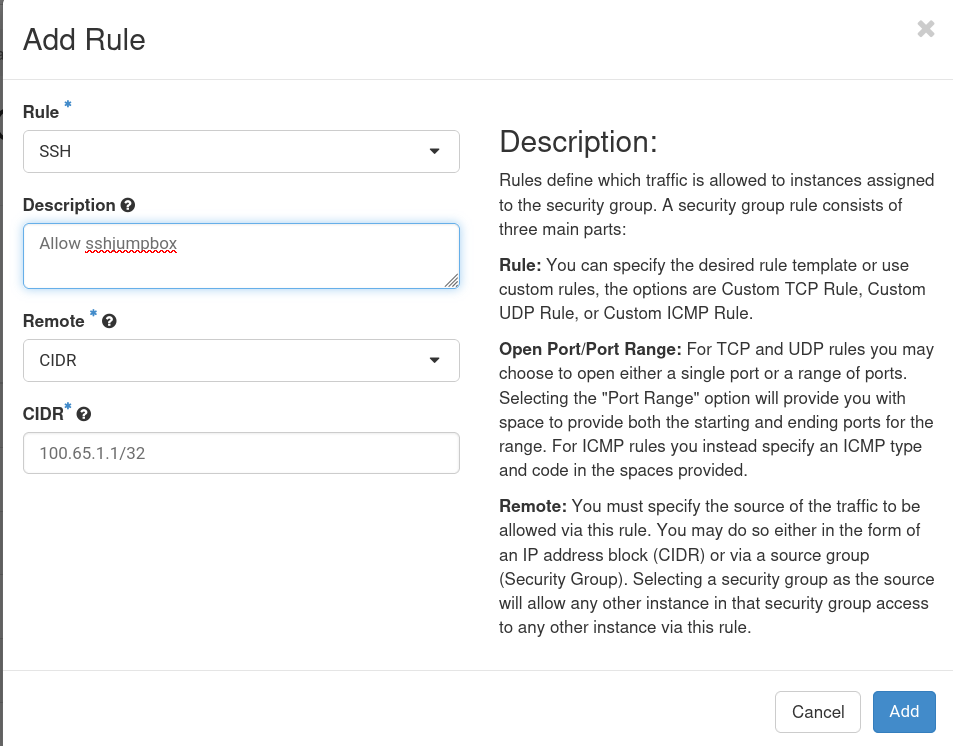 Add Rule
Rule *
SSH
Description
Allow sshjumpbox
Remote *
CIDR
CIDR*
100.65.1.1/32
Description:
Rules define which traffic is allowed to instances assigned
to the security group. A security group rule consists of
three main parts:
Rule: You can specify the desired rule template or use
custom rules, the options are Custom TCP Rule, Custom
UDP Rule, or Custom ICMP Rule.
Open Port/Port Range: For TCP and UDP rules you may
choose to open either a single port or a range of ports.
Selecting the "Port Range" option will provide you with
space to provide both the starting and ending ports for the
range. For ICMP rules you instead specify an ICMP type
and code in the spaces provided.
Remote: You must specify the source of the traffic to be
allowed via this rule. You may do so either in the form of
an IP address block (CIDR) or via a source group
(Security Group). Selecting a security group as the source
will allow any other instance in that security group access
to any other instance via this rule.
Cancel
Add